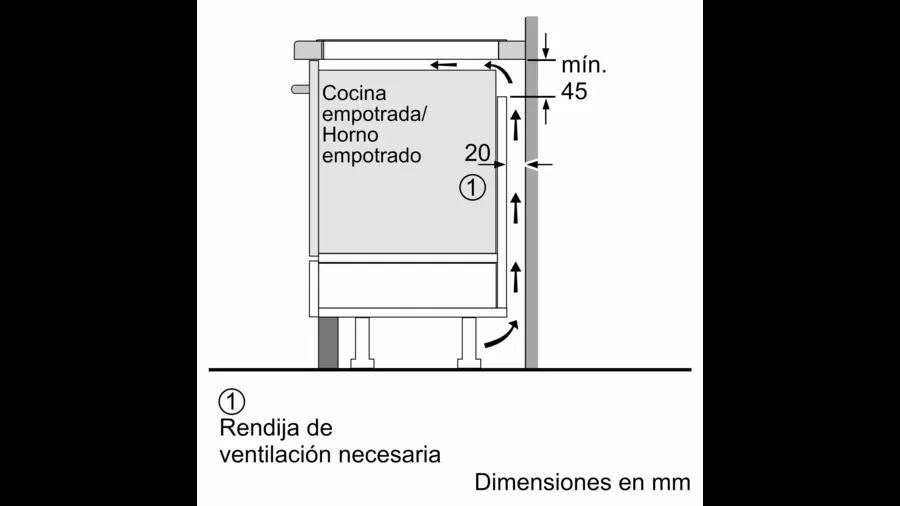 mín.
45
Cocina
empotrada/
Horno
empotrado
20
1
1
Rendija de
ventilación necesaria
Dimensiones en mm